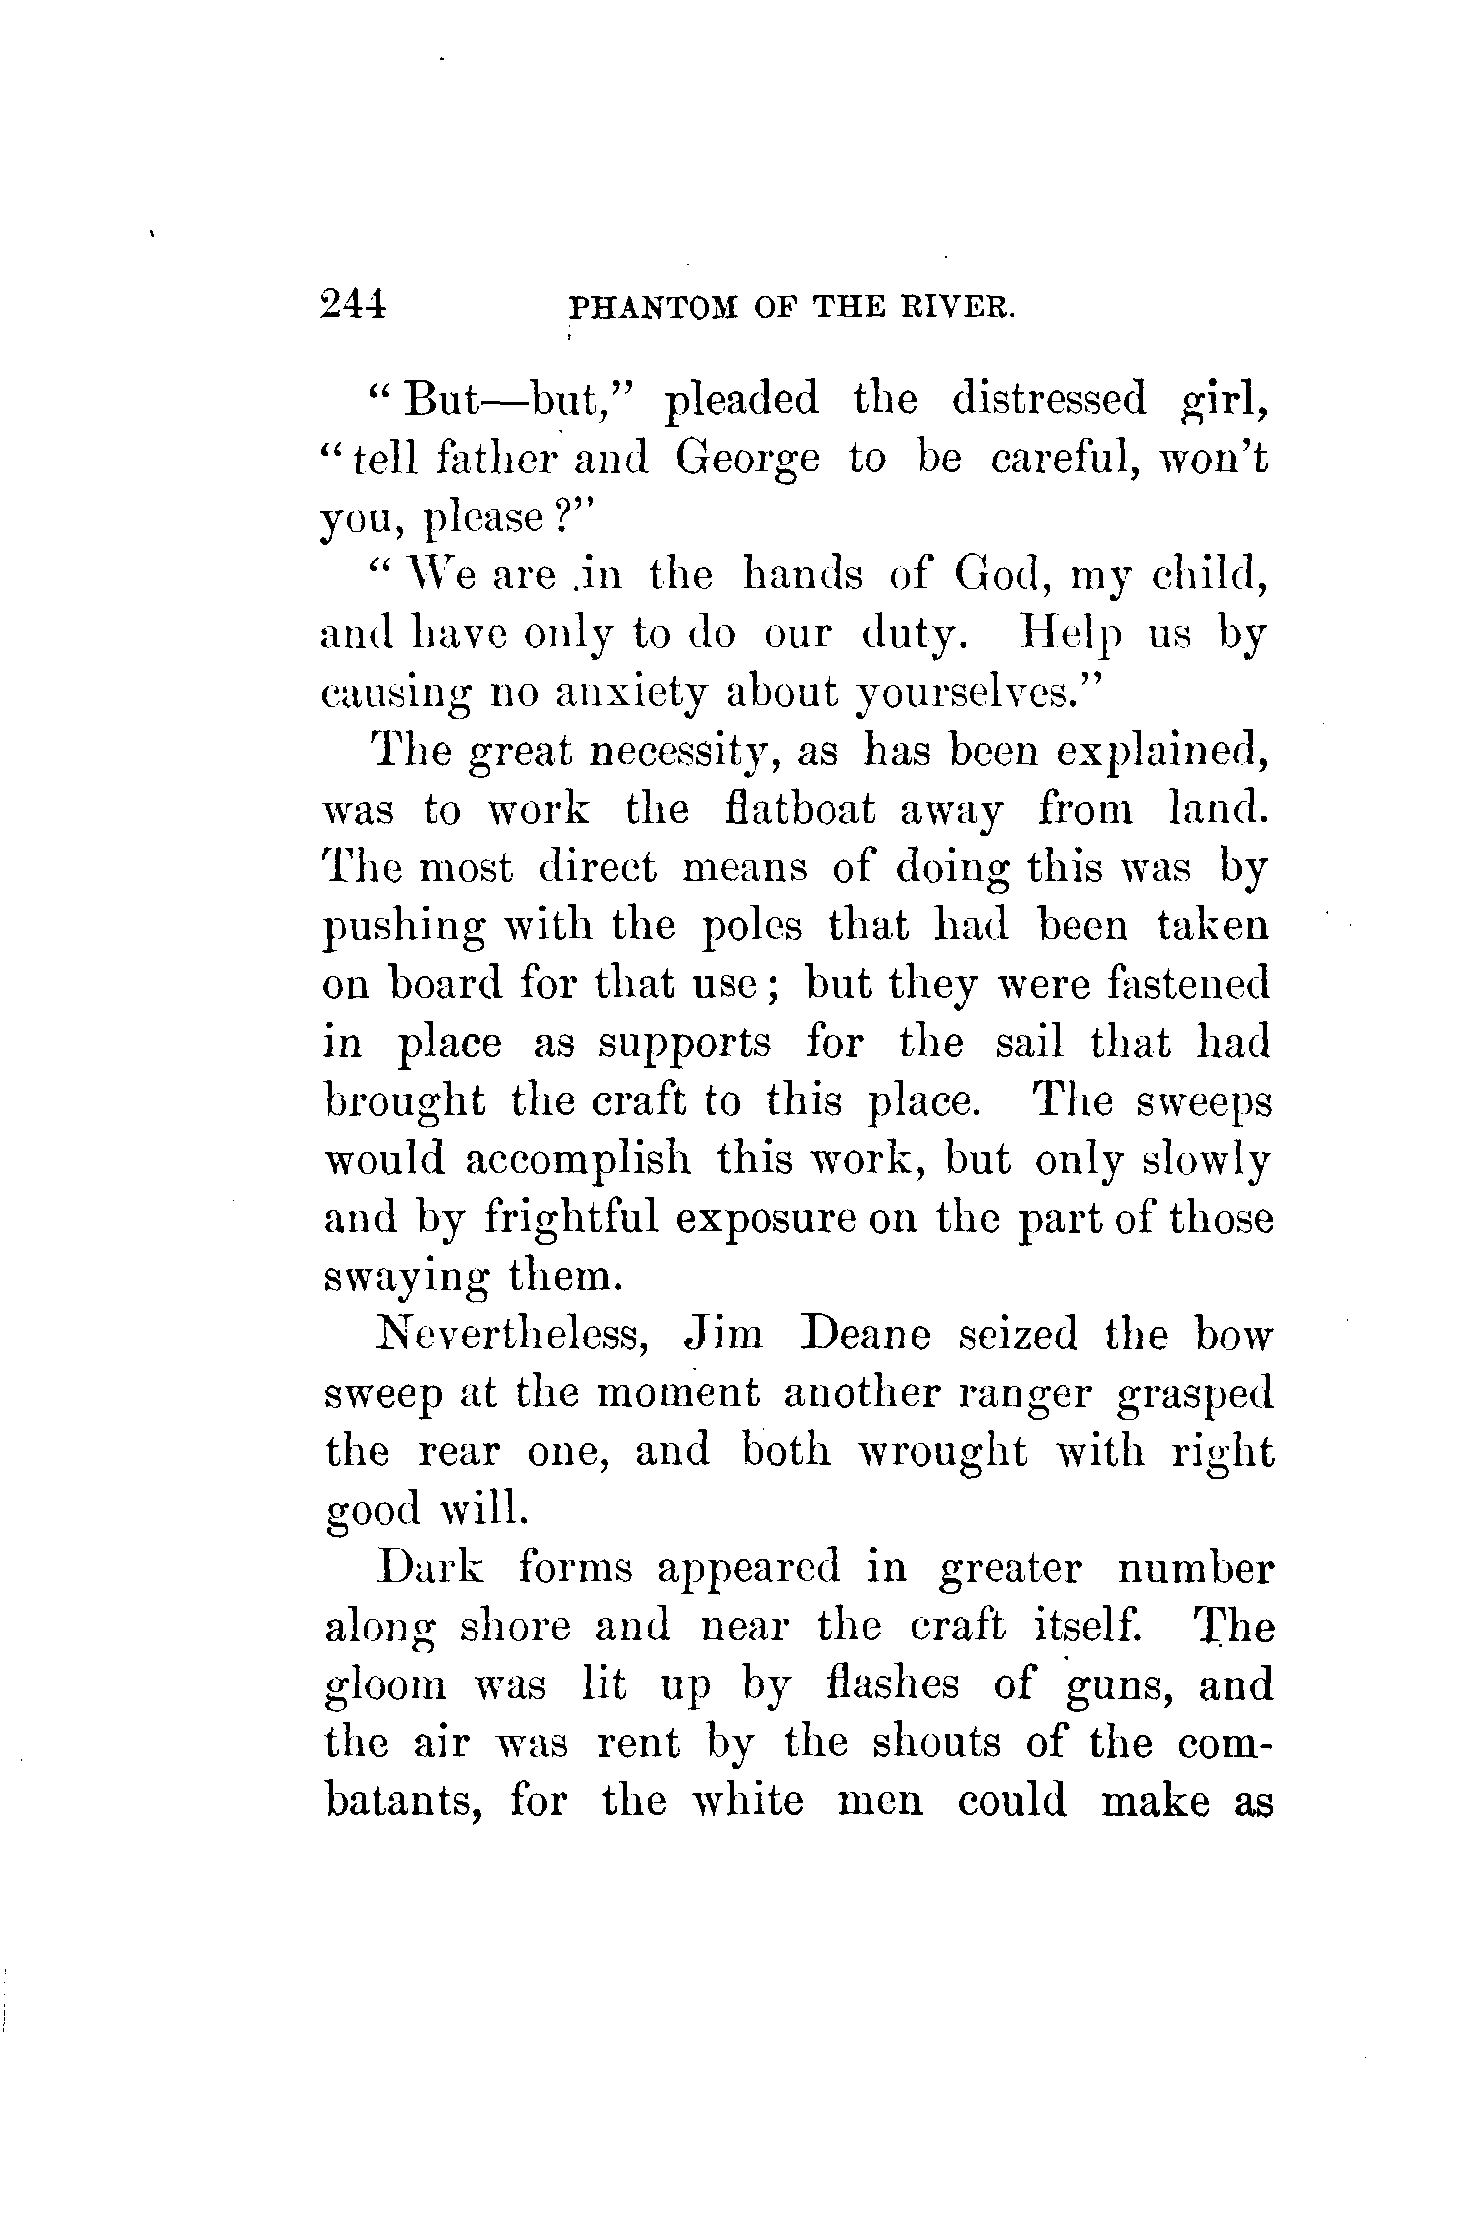 244 PHANTOM OF THE RIVER.
"But—but," pleaded the distressed girl,
"tell father and George to be careful, won't
you, please?"
"We are in the hands of God, my child,
and have only to do our duty. Help us by
causing no anxiety about yourselves."
The great necessity, as has been explained,
was to work the flatboat away from land.
The most direct means of doing this was by
pushing with the poles that had been taken
on board for that use; but they were fastened
in place as supports for the sail that had
brought the craft to this place. The sweeps
would accomplish this work, but only slowly
and by frightful exposure on the part of those
swaying them.
Nevertheless, Jim Deane seized the bow
sweep at the moment another ranger grasped
the rear one, and both wrought with right
good will.
Dark forms appeared in greater number
along shore and near the craft itself. The
gloom was lit up by flashes of guns, and
the air was rent by the shouts of the com-
batants, for the white men could make as